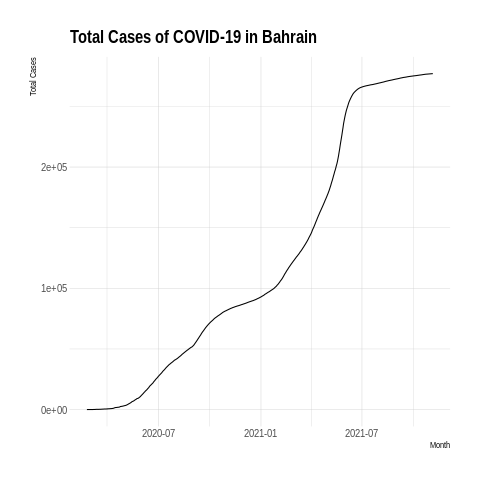 Total Cases of COVID-19 in Bahrain
Total Cases
2e+05
1e+05
0e+00
2020-07 2021-01 2021-07
Month